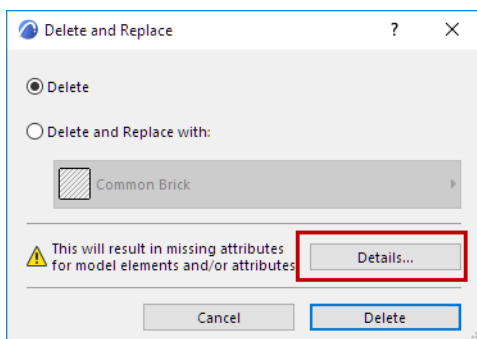 Delete and Replace
?
Delete
Delete and Replace with:
Common Brick
This will result in missing attributes
for model elements and/or attributes
Details...
Cancel
Delete